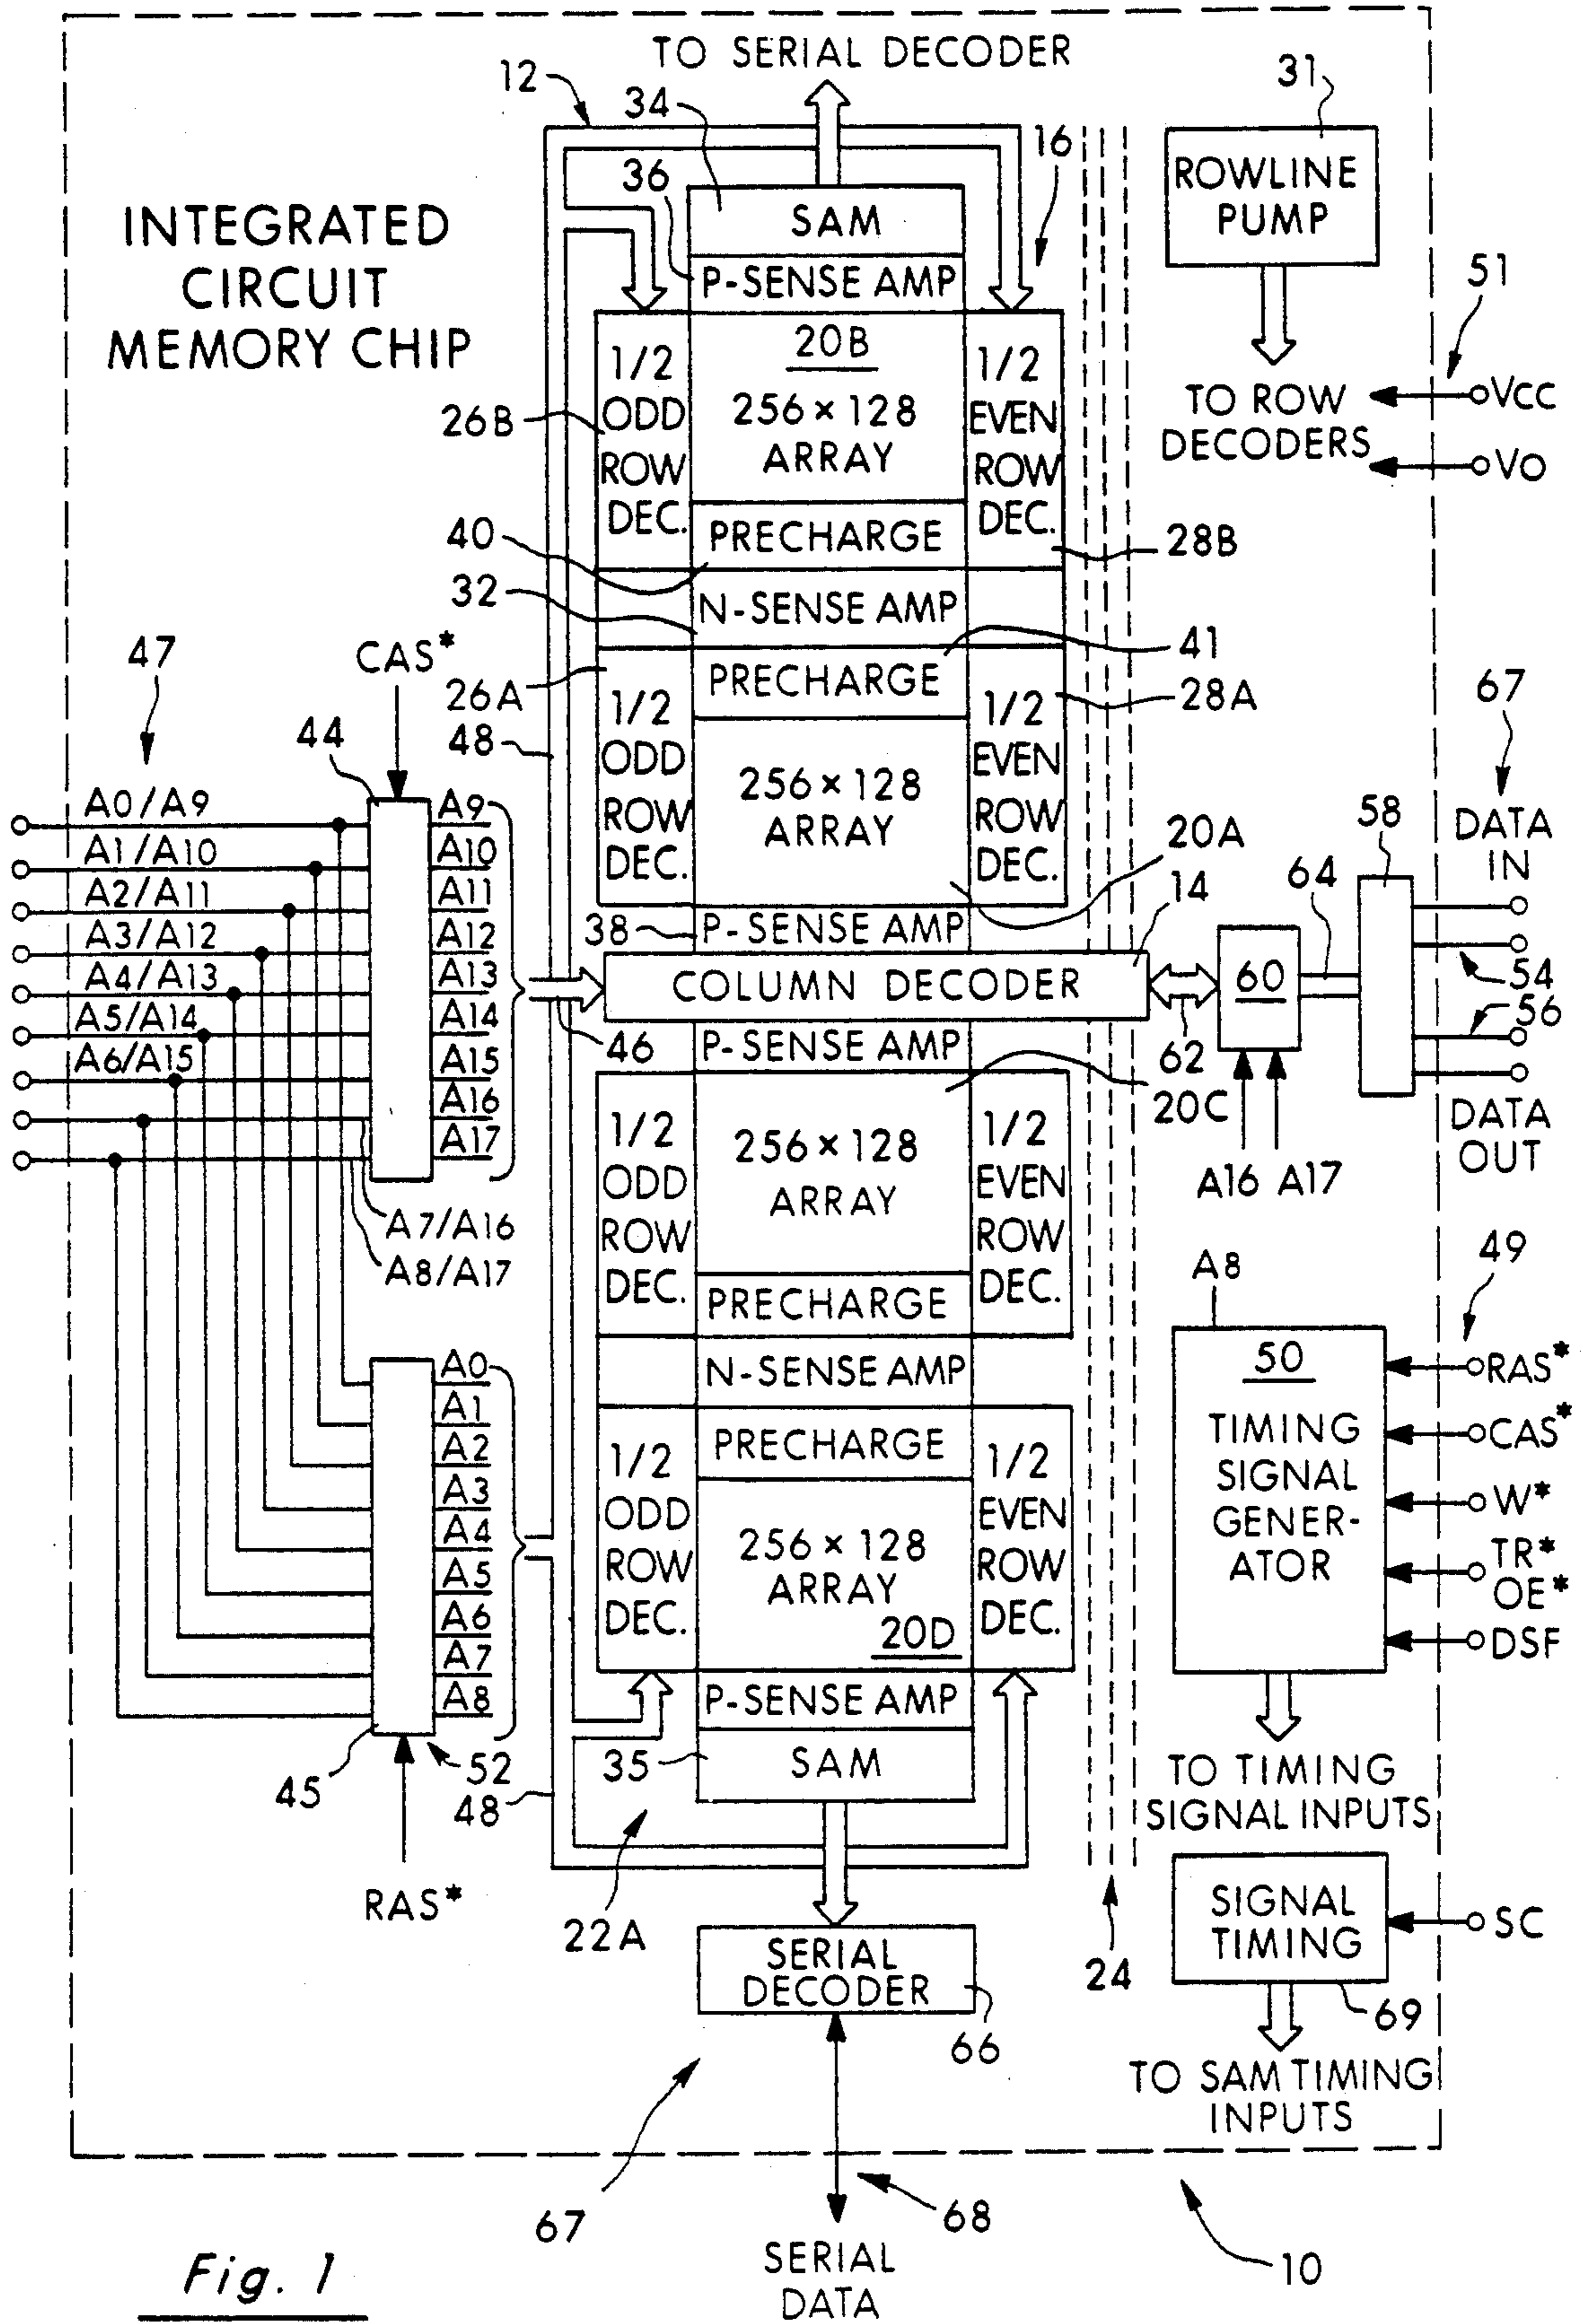 TO SERIAL DECODER
12
34
31
16
36
ROWLINE
PUMP
SAM
INTEGRATED
CIRCUIT
MEMORY CHIP
P-SENSE AMP
51
20B
1/2
ODD
ROW
DEC.
26B
256 × 128
ARRAY
1/2
EVEN
ROW
DEC.
TO ROW
DECODERS
VCC
VO
40
PRECHARGE
28B
32
N-SENSE AMP
47
CAS*
41
26A
PRECHARGE
28A
67
44
48
1/2
ODD
ROW
DEC.
256 × 128
ARRAY
1/2
EVEN
ROW
DEC.
A0/A9
A1/A10
A2/A11
A3/A12
A4/A13
A5/A14
A6/A15
A9
A10
A11
A12
A13
A14
A15
A16
A17
A7/A16
A8/A17
20A
14
64
58
DATA
IN
38
P-SENSE AMP
COLUMN DECODER
60
54
56
46
62
P-SENSE AMP
20C
DATA
OUT
A16 A17
1/2
ODD
ROW
DEC.
256 × 128
ARRAY
1/2
EVEN
ROW
DEC.
PRECHARGE
A8
49
N-SENSE AMP
50
TIMING
SIGNAL
GENER-
ATOR
RAS*
CAS*
W*
TR*
OE*
DSF
A0
A1
A2
A3
A4
A5
A6
A7
A8
PRECHARGE
1/2
ODD
ROW
DEC.
256 × 128
ARRAY
20D
1/2
EVEN
ROW
DEC.
P-SENSE AMP
45
52
48
35
SAM
TO TIMING
SIGNAL INPUTS
RAS*
22A
24
SIGNAL
TIMING
SC
SERIAL
DECODER
69
66
TO SAM TIMING
INPUTS
67
68
10
SERIAL
DATA
Fig. 1